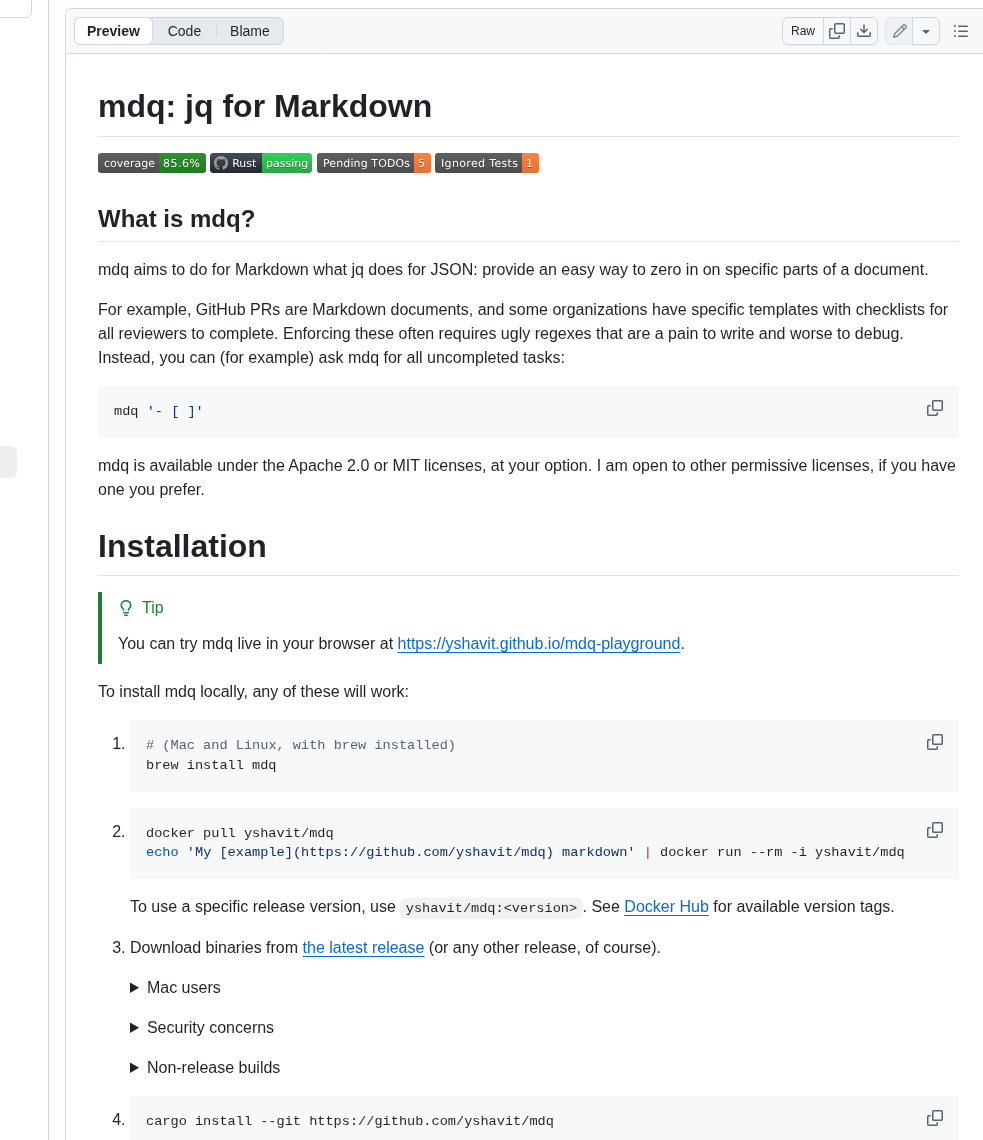 Preview Code Blame Raw
mdq: jq for Markdown
coverage 85.6% Rust passing Pending TODOs 5 Ignored Tests 1
What is mdq?
mdq aims to do for Markdown what jq does for JSON: provide an easy way to zero in on specific parts of a document.
For example, GitHub PRs are Markdown documents, and some organizations have specific templates with checklists for
all reviewers to complete. Enforcing these often requires ugly regexes that are a pain to write and worse to debug.
Instead, you can (for example) ask mdq for all uncompleted tasks:
mdq '- [ ]'
mdq is available under the Apache 2.0 or MIT licenses, at your option. I am open to other permissive licenses, if you have
one you prefer.
Installation
Tip
You can try mdq live in your browser at https://yshavit.github.io/mdq-playground.
To install mdq locally, any of these will work:
1. # (Mac and Linux, with brew installed)
brew install mdq
2. docker pull yshavit/mdq
echo 'My [example](https://github.com/yshavit/mdq) markdown' | docker run --rm -i yshavit/mdq
To use a specific release version, use yshavit/mdq:<version>. See Docker Hub for available version tags.
3. Download binaries from the latest release (or any other release, of course).
Mac users
Security concerns
Non-release builds
4. cargo install --git https://github.com/yshavit/mdq